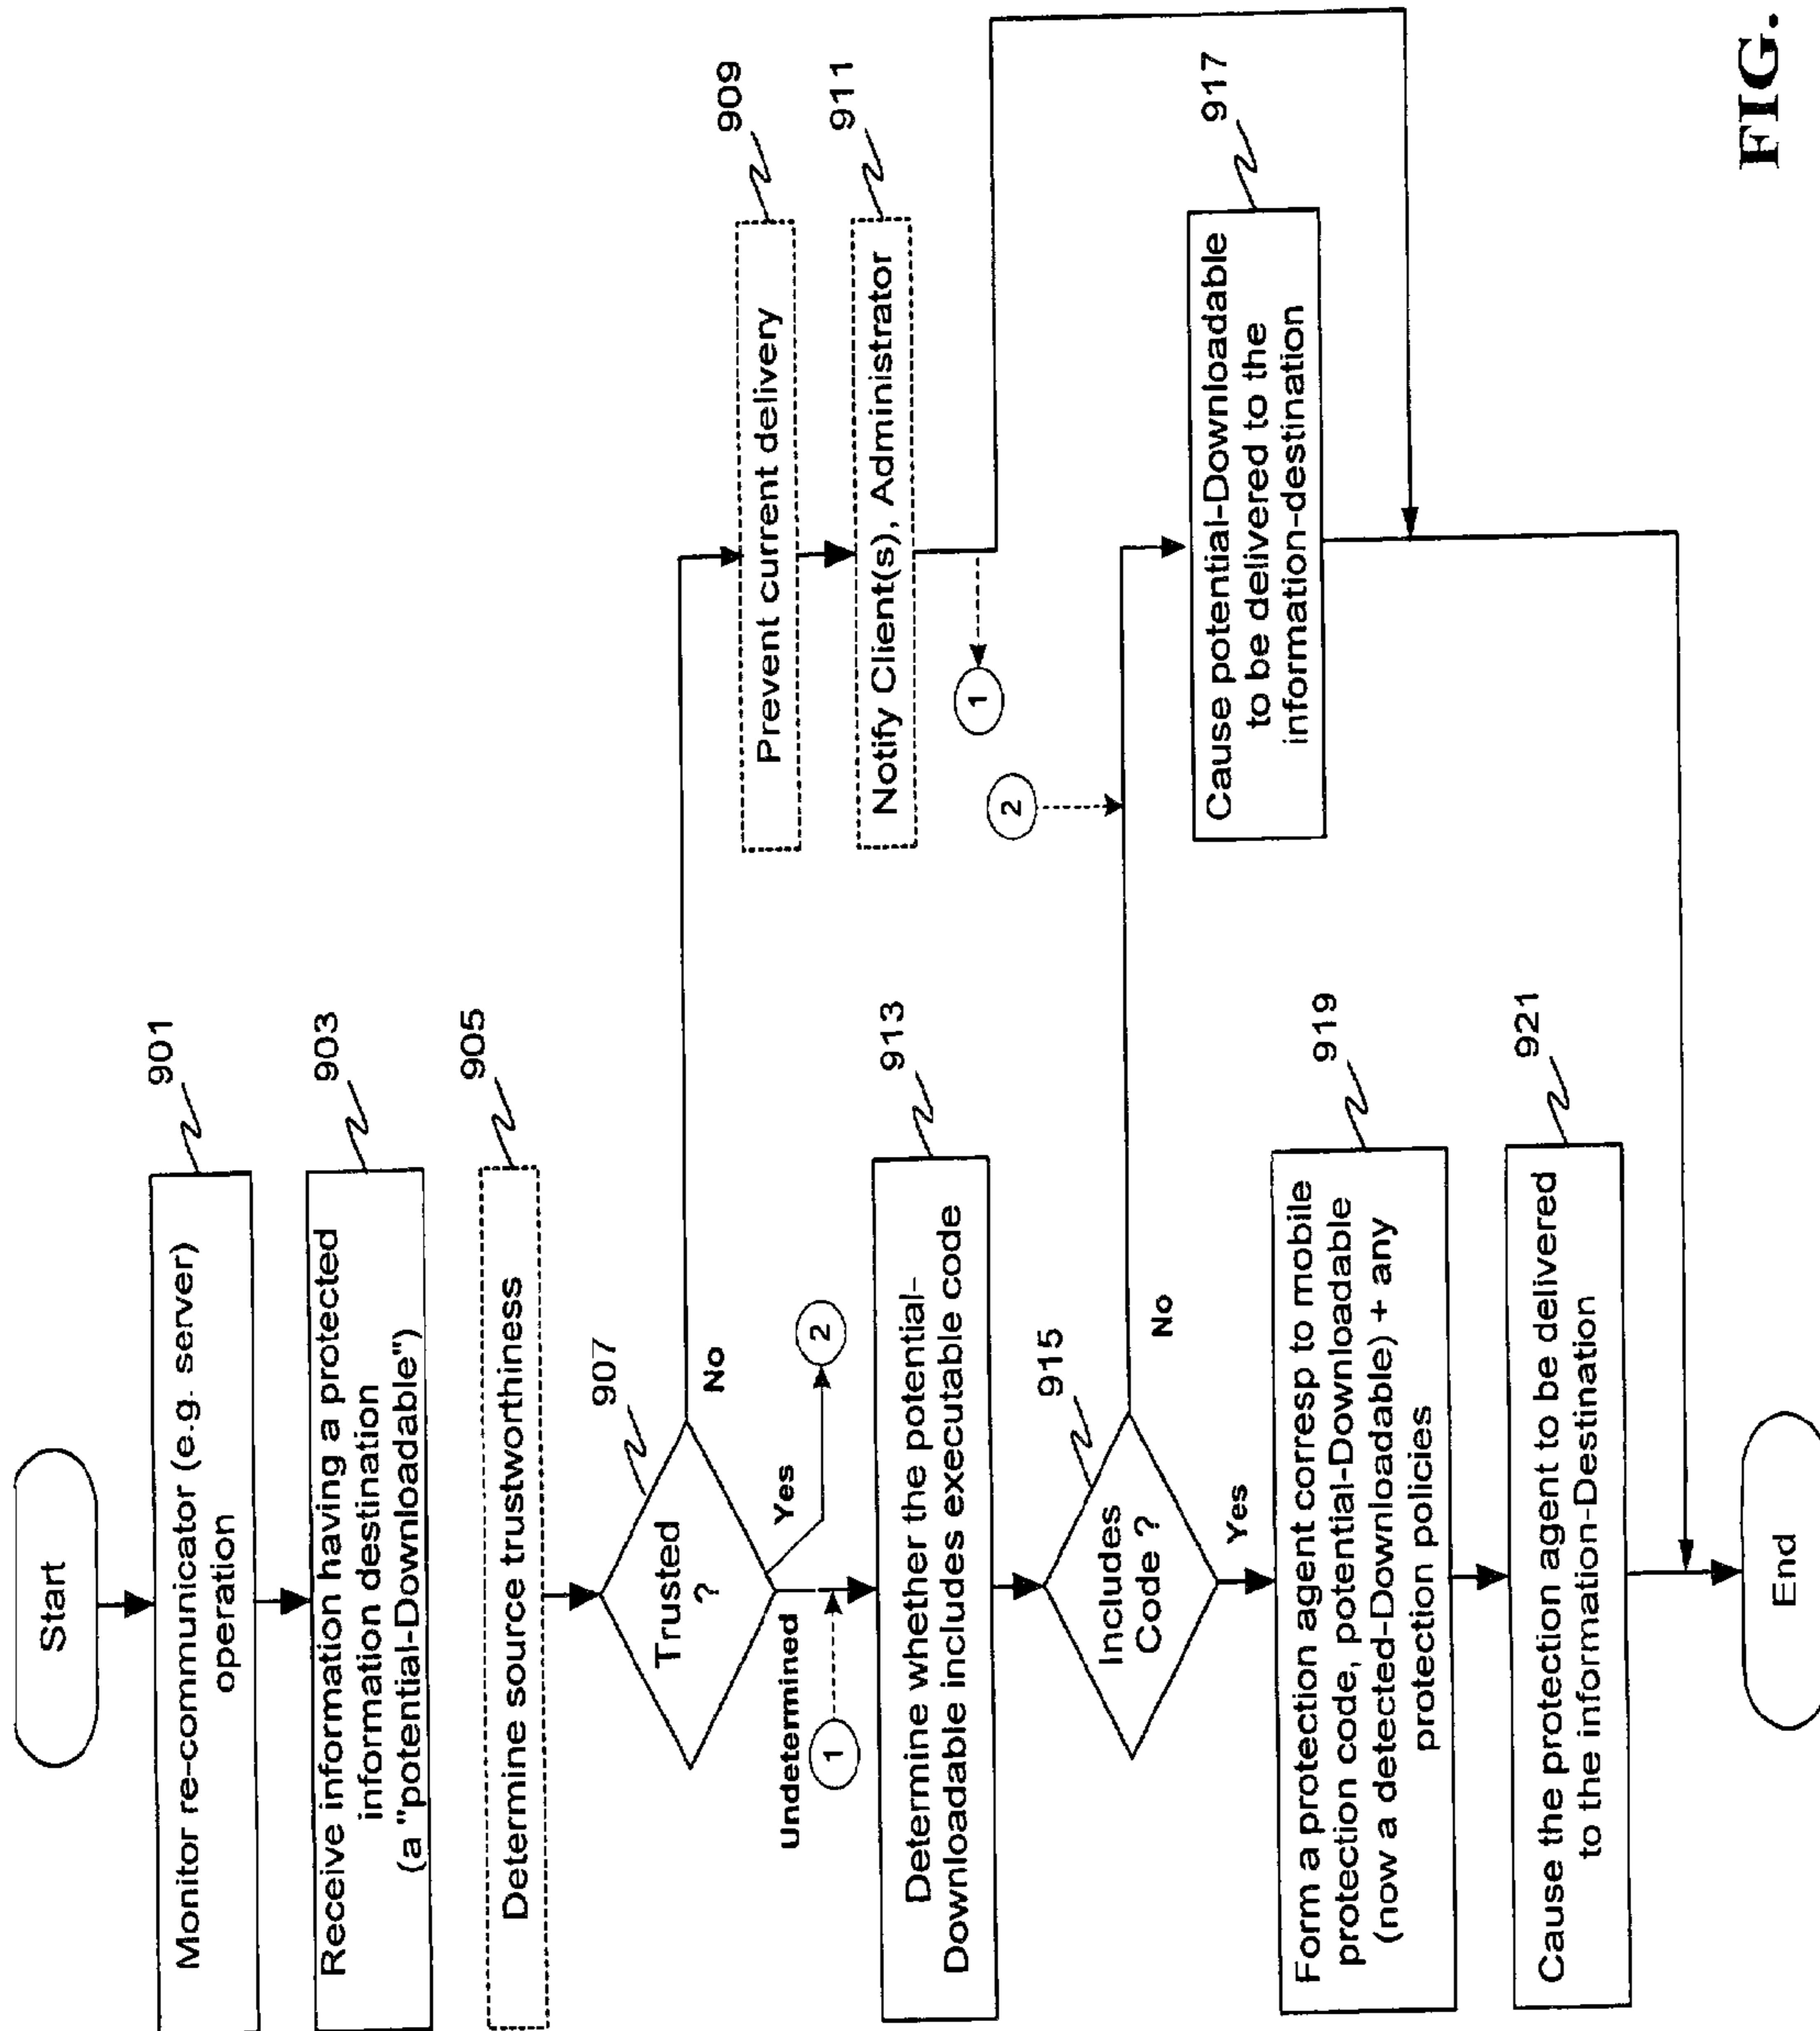 Start
901
Monitor re-communicator (e.g. server)
operation
903
Receive information having a protected
information destination
(a "potential-Downloadable")
905
Determine source trustworthiness
907
Trusted
?
No
Yes
2
Undetermined
1
909
Prevent current delivery
911
Notify Client(s), Administrator
1
913
Determine whether the potential-
Downloadable includes executable code
915
Includes
Code ?
No
Yes
2
917
Cause potential-Downloadable
to be delivered to the
information-destination
919
Form a protection agent corresp to mobile
protection code, potential-Downloadable
(now a detected-Downloadable) + any
protection policies
921
Cause the protection agent to be delivered
to the information-Destination
End
FIG.